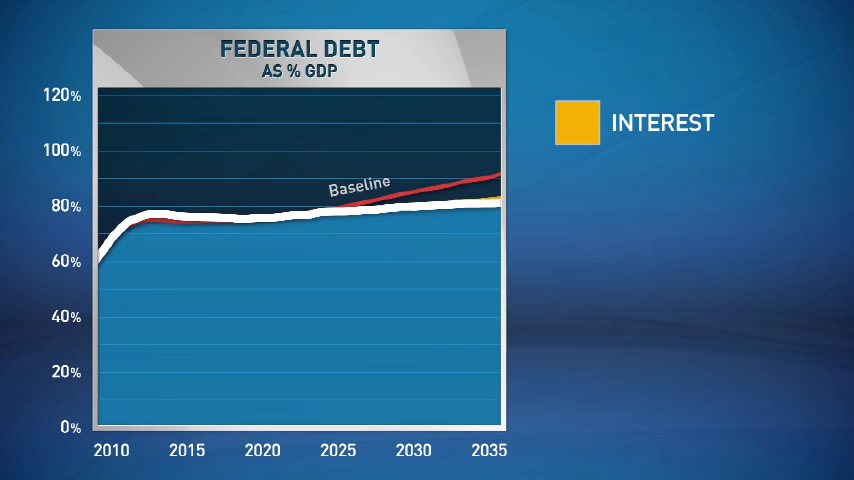 FEDERAL DEBT
AS % GDP
120%
100%
80%
60%
40%
20%
0%
Baseline
2010 2015 2020 2025 2030 2035
INTEREST